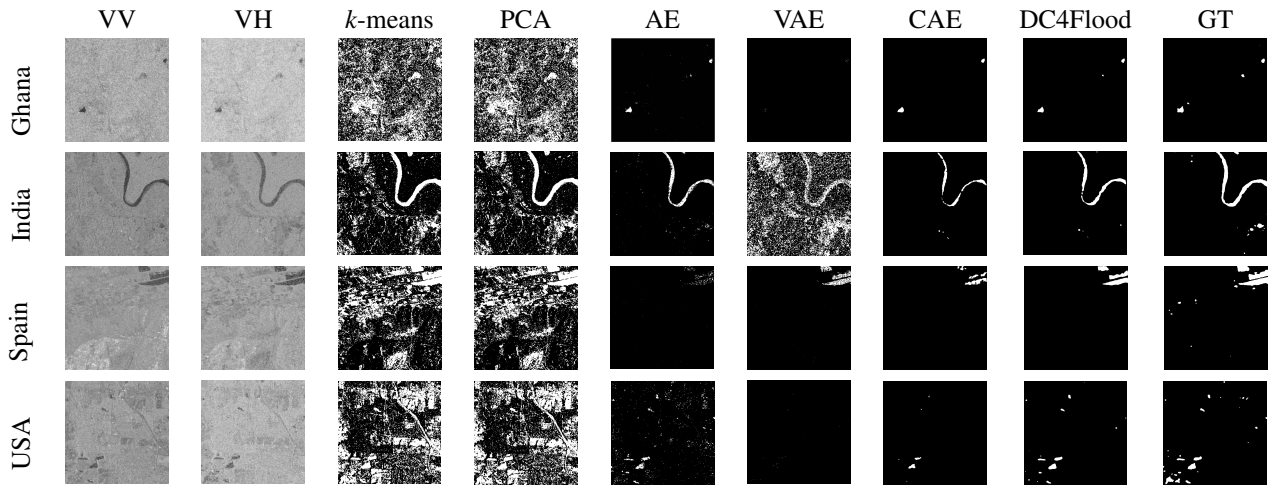 VV VH k-means PCA AE VAE CAE DC4Flood GT
Ghana
India
Spain
USA